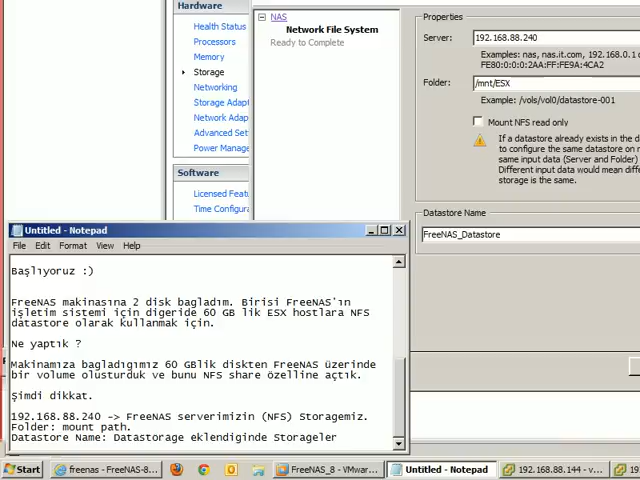 Hardware
Health Status
Processors
Memory
Storage
Networking
Storage Adap
Network Adap
Advanced Set
Power Manage
Software
Licensed Featu
Time Configura
NAS
Network File System
Ready to Complete
Properties
Server:
192.168.88.240
Examples: nas, nas.it.com, 192.168.0.1
FE80:0:0:0:2AA:FF:FE9A:4CA2
Folder:
/mnt/ESX
Example: /vols/vol0/datastore-001
Mount NFS read only
If a datastore already exists in the d
to configure the same datastore on
same input data (Server and Folder)
Different input data would mean diffe
storage is the same.
Datastore Name
FreeNAS_Datastore
Untitled - Notepad
File Edit Format View Help
Başlıyoruz :)
FreeNAS makinasına 2 disk bagladım. Birisi FreeNAS'ın
işletim sistemi için digeride 60 GB lik ESX hostlara NFS
datastore olarak kullanmak için.
Ne yaptık ?
Makinamıza bagladıgımız 60 GBlik diskten FreeNAS üzerinde
bir volume olusturduk ve bunu NFS share özelline açtık.
Şimdi dikkat.
192.168.88.240 -> FreeNAS serverimizin (NFS) Storagemiz.
Folder: mount path.
Datastore Name: Datastorage eklendiginde Storageler
Start
freenas - FreeNAS-8...
FreeNAS_8 - VMwar...
Untitled - Notepad
192.168.88.144 - v...
19